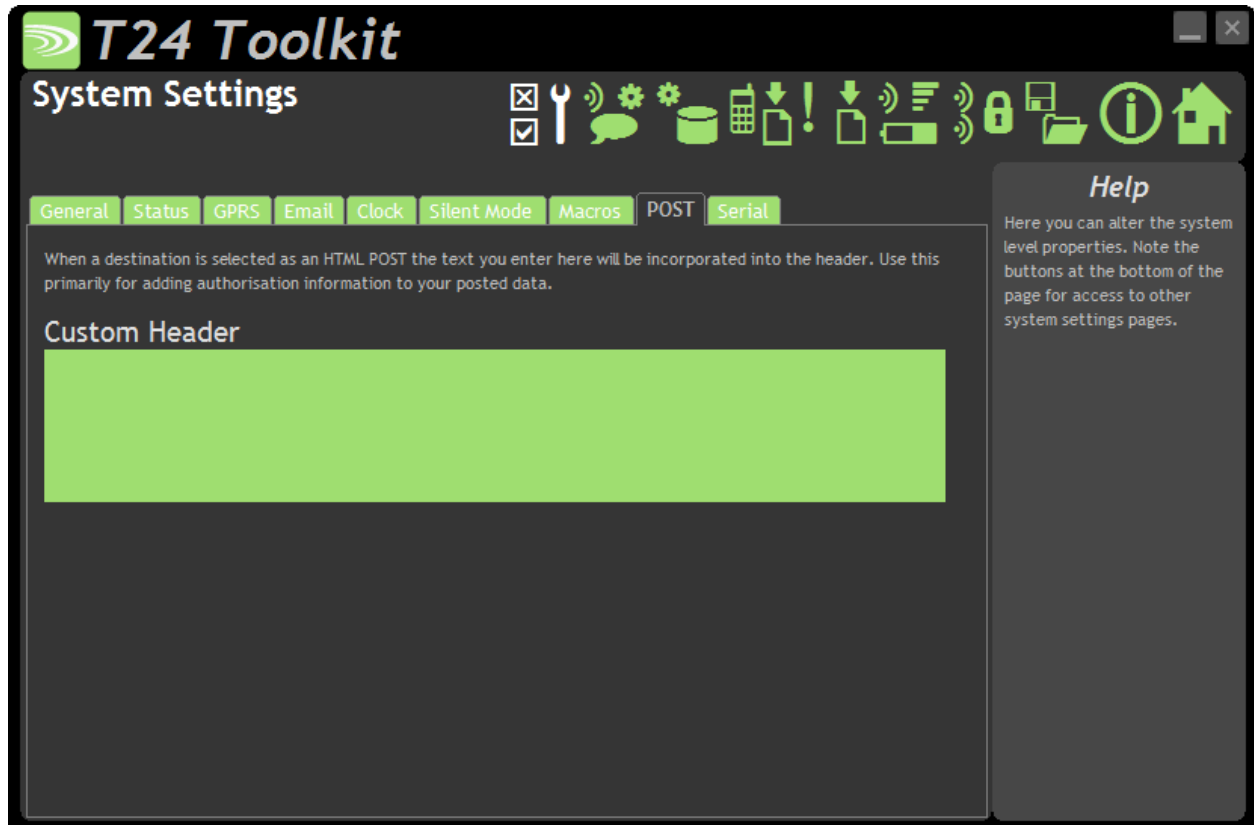 T24 Toolkit
System Settings
General Status GPRS Email Clock Silent Mode Macros POST Serial
When a destination is selected as an HTML POST the text you enter here will be incorporated into the header. Use this
primarily for adding authorisation information to your posted data.
Custom Header
Help
Here you can alter the system
level properties. Note the
buttons at the bottom of the
page for access to other
system settings pages.